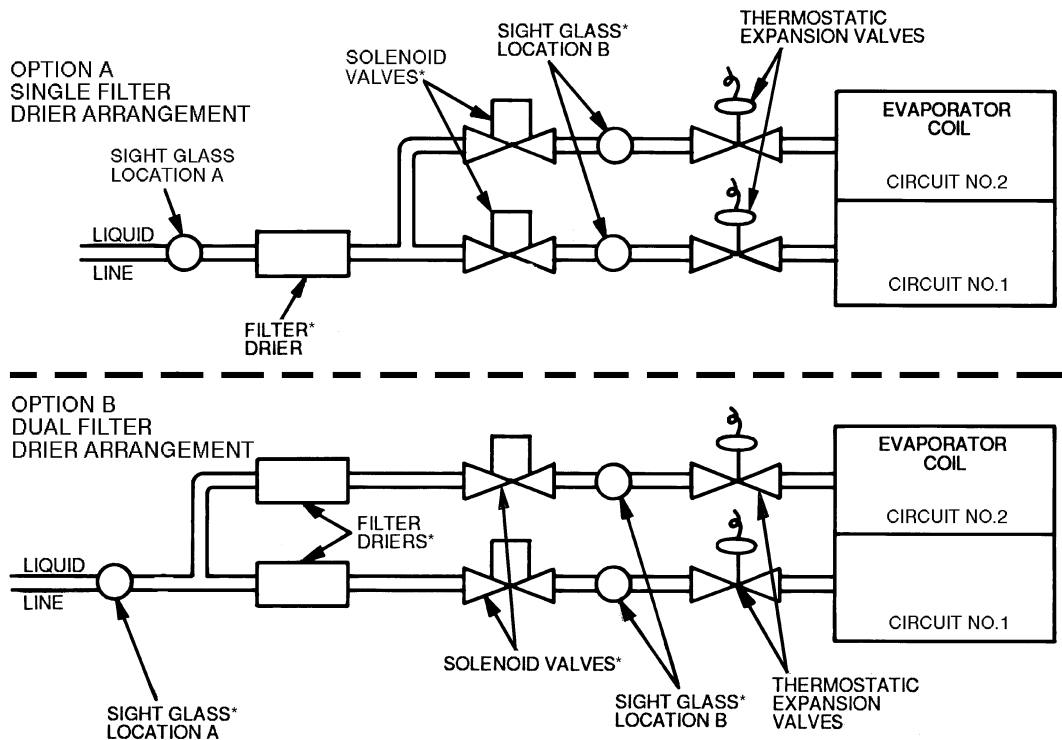 OPTION A
SINGLE FILTER
DRIER ARRANGEMENT
SIGHT GLASS
LOCATION A
SOLENOID
VALVES*
SIGHT GLASS*
LOCATION B
THERMOSTATIC
EXPANSION VALVES
EVAPORATOR
COIL
CIRCUIT NO.2
CIRCUIT NO.1
LIQUID
LINE
FILTER*
DRIER
OPTION B
DUAL FILTER
DRIER ARRANGEMENT
FILTER
DRIERS*
EVAPORATOR
COIL
CIRCUIT NO.2
CIRCUIT NO.1
LIQUID
LINE
SIGHT GLASS*
LOCATION A
SOLENOID VALVES*
SIGHT GLASS*
LOCATION B
THERMOSTATIC
EXPANSION
VALVES